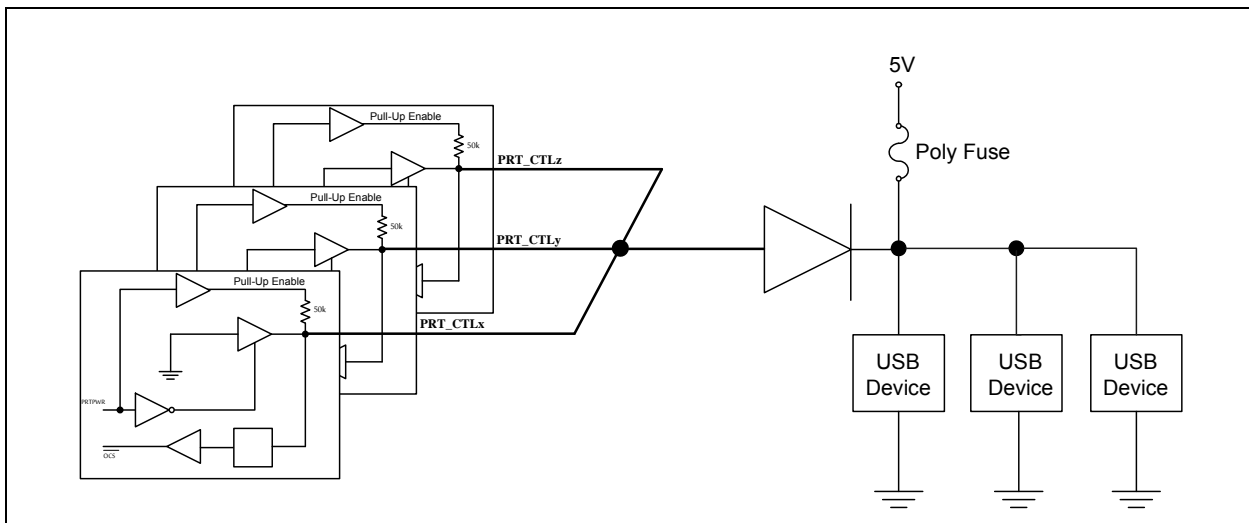 5V
Poly Fuse
Pull-Up Enable
50k
PRT_CTLz
Pull-Up Enable
50k
PRT_CTLy
Pull-Up Enable
50k
PRT_CTLx
PRTPWR
OCS
USB
Device
USB
Device
USB
Device